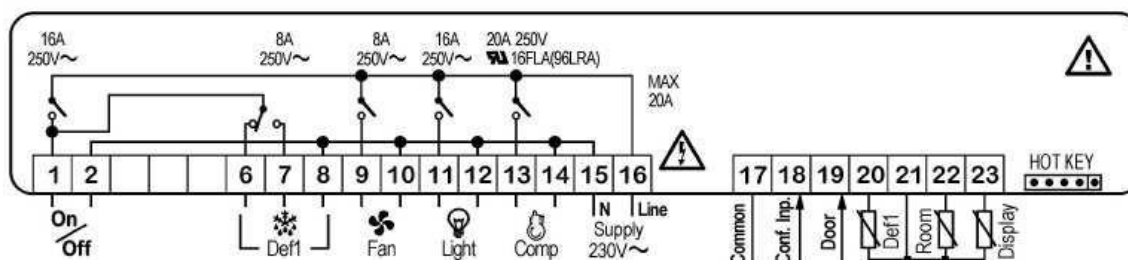 16A 8A 8A 16A 20A 250V
250V~ 250V~ 250V~ 250V~ 16FLA(96LRA)
MAX
20A
HOT KEY
1 2 6 7 8 9 10 11 12 13 14 15 16 17 18 19 20 21 22 23
On/Off
Def1
Fan
Light
Comp
N Line
Supply
230V~
Common
Conf. Inp.
Door
Def1
Room
Display